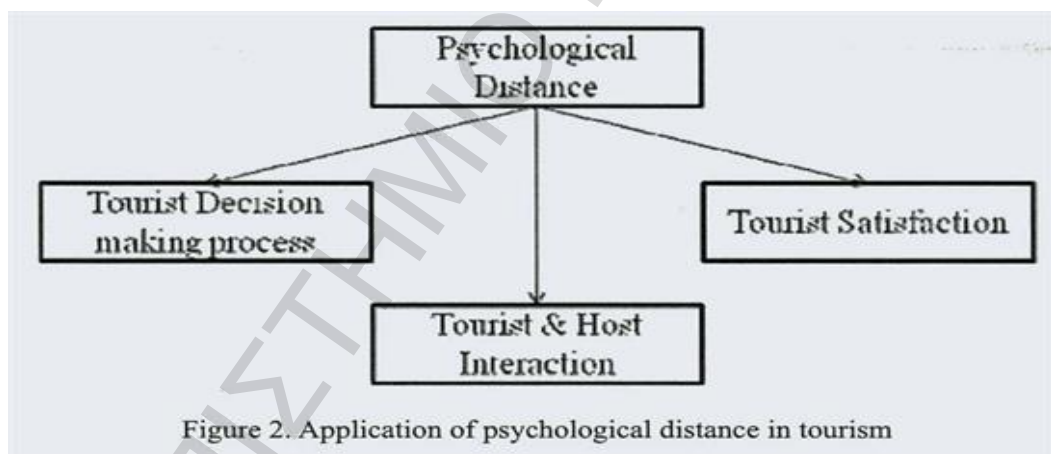 Psychological
Distance
Tourist Decision
making process
Tourist Satisfaction
Tourist & Host
Interaction
Figure 2. Application of psychological distance in tourism